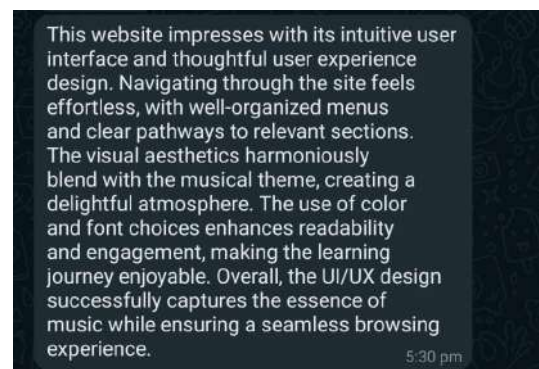 This website impresses with its intuitive user
interface and thoughtful user experience
design. Navigating through the site feels
effortless, with well-organized menus
and clear pathways to relevant sections.
The visual aesthetics harmoniously
blend with the musical theme, creating a
delightful atmosphere. The use of color
and font choices enhances readability
and engagement, making the learning
journey enjoyable. Overall, the UI/UX design
successfully captures the essence of
music while ensuring a seamless browsing
experience.
5:30 pm